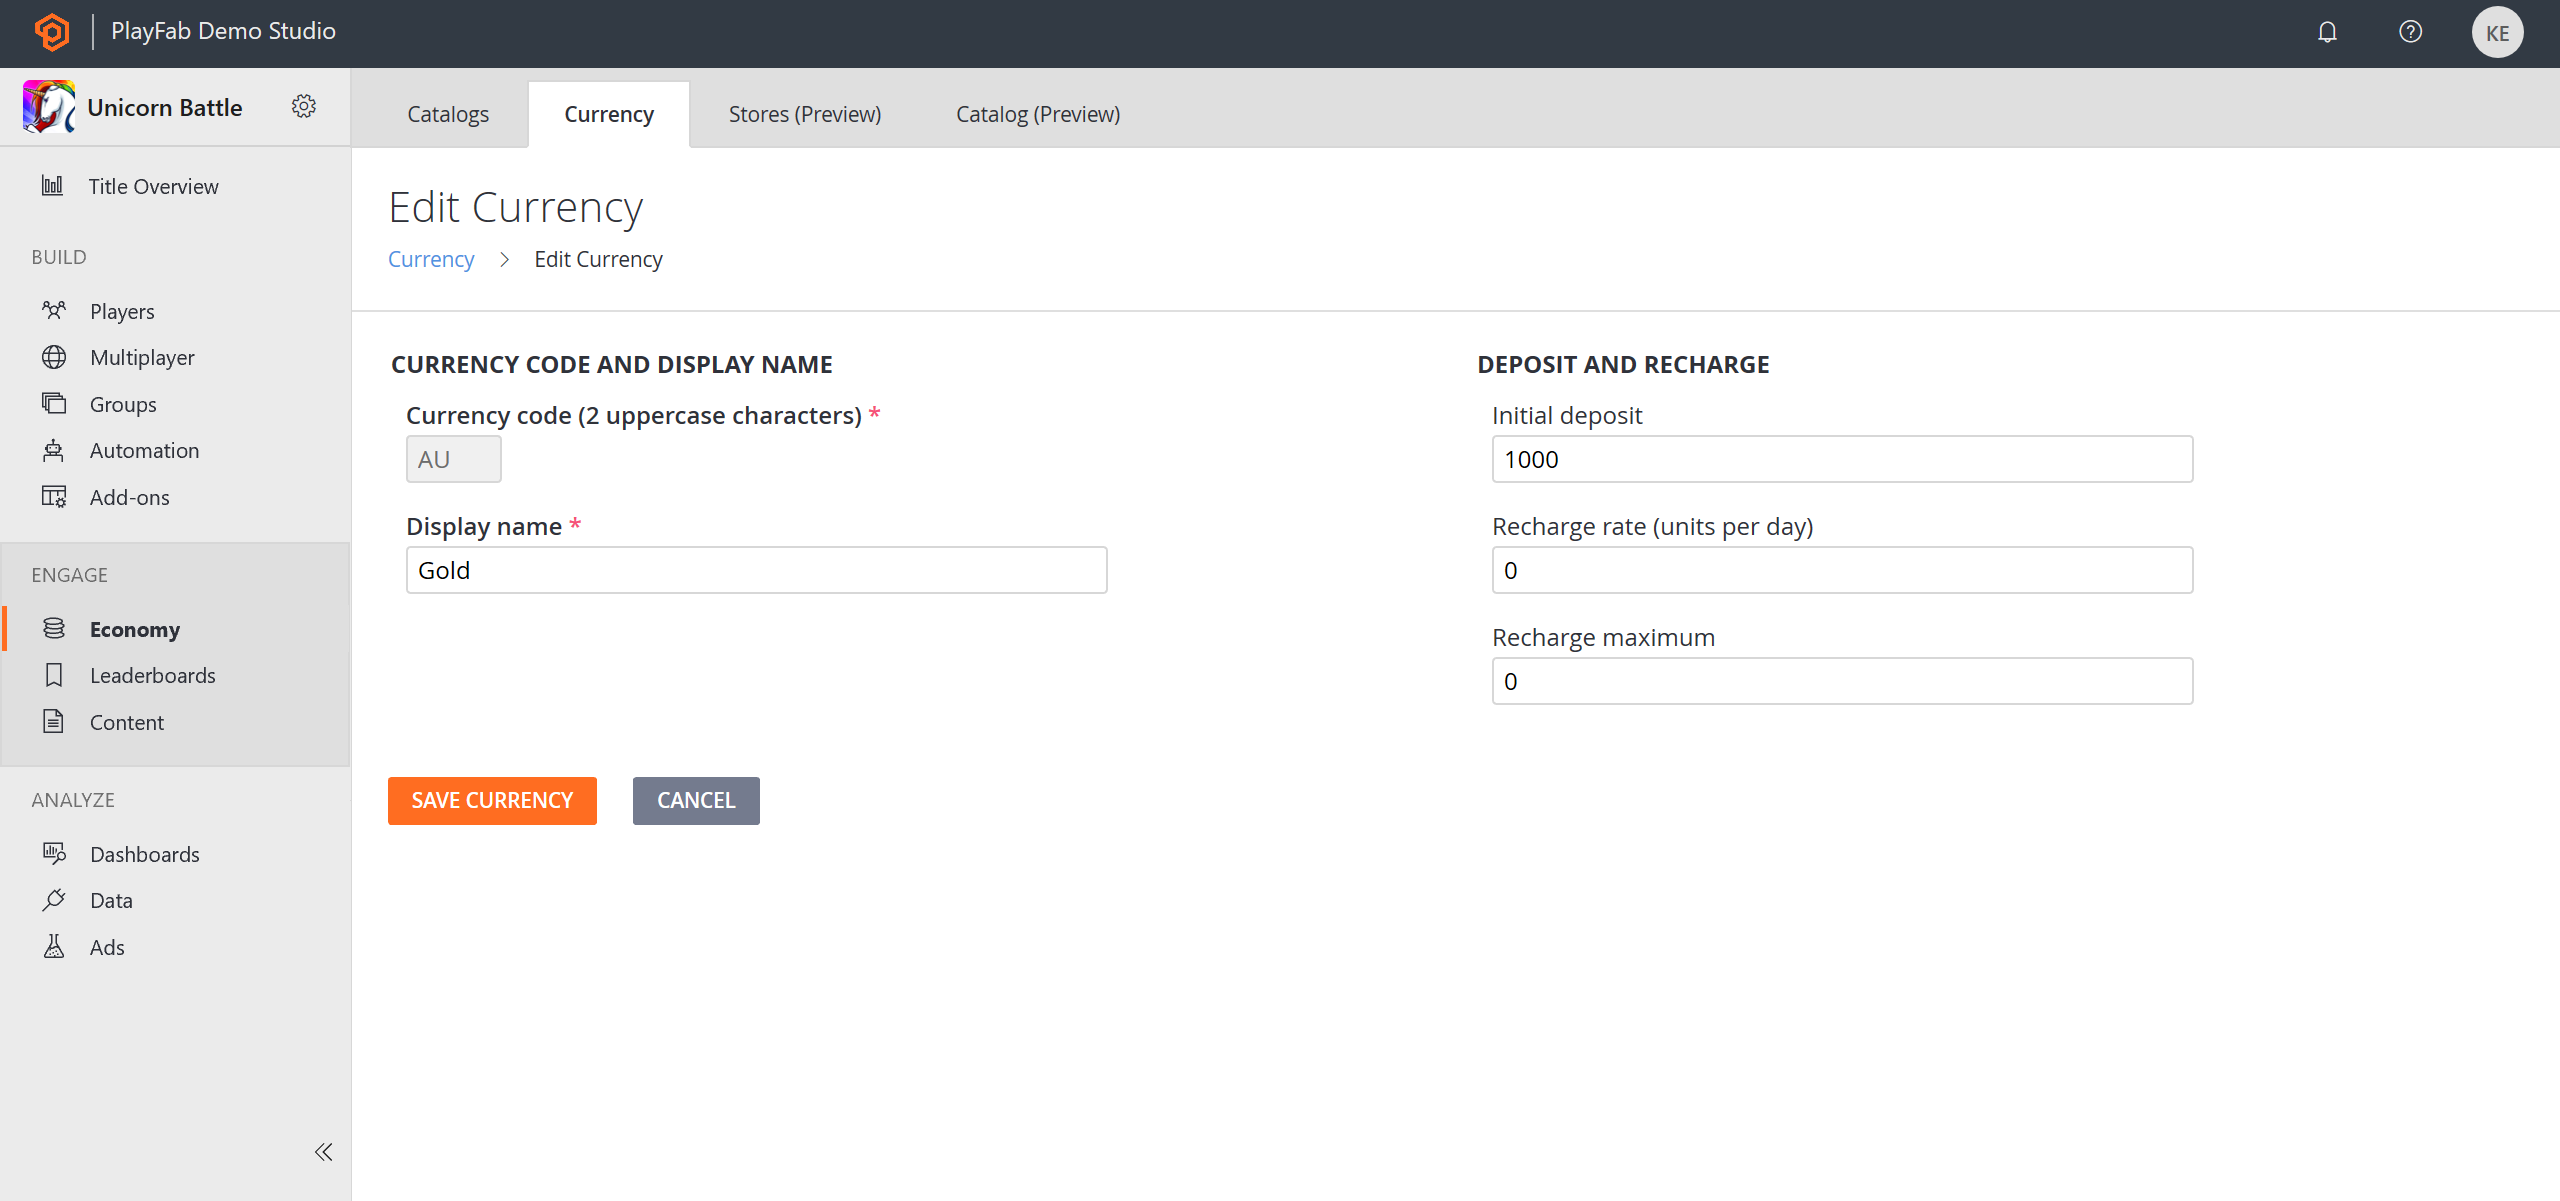 PlayFab Demo Studio
KE
Unicorn Battle
Catalogs
Currency
Stores (Preview)
Catalog (Preview)
Title Overview
BUILD
Players
Multiplayer
Groups
Automation
Add-ons
ENGAGE
Economy
Leaderboards
Content
ANALYZE
Dashboards
Data
Ads
Edit Currency
Currency > Edit Currency
CURRENCY CODE AND DISPLAY NAME
Currency code (2 uppercase characters) *
AU
Display name *
Gold
DEPOSIT AND RECHARGE
Initial deposit
1000
Recharge rate (units per day)
0
Recharge maximum
0
SAVE CURRENCY
CANCEL